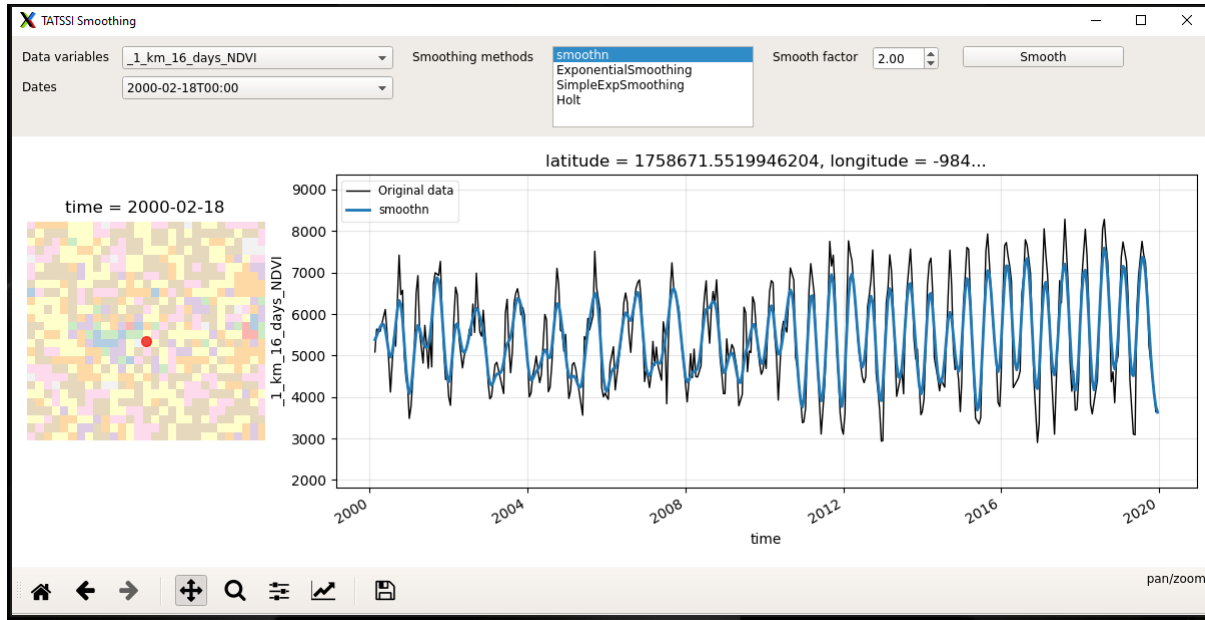 TATSSI Smoothing
Data variables
_1_km_16_days_NDVI
Smoothing methods
smoothn
ExponentialSmoothing
SimpleExpSmoothing
Holt
Smooth factor
2.00
Smooth
Dates
2000-02-18T00:00
latitude = 1758671.5519946204, longitude = -984...
time = 2000-02-18
Original data
smoothn
_1_km_16_days_NDVI
9000
8000
7000
6000
5000
4000
3000
2000
2000
2004
2008
2012
2016
2020
time
pan/zoom